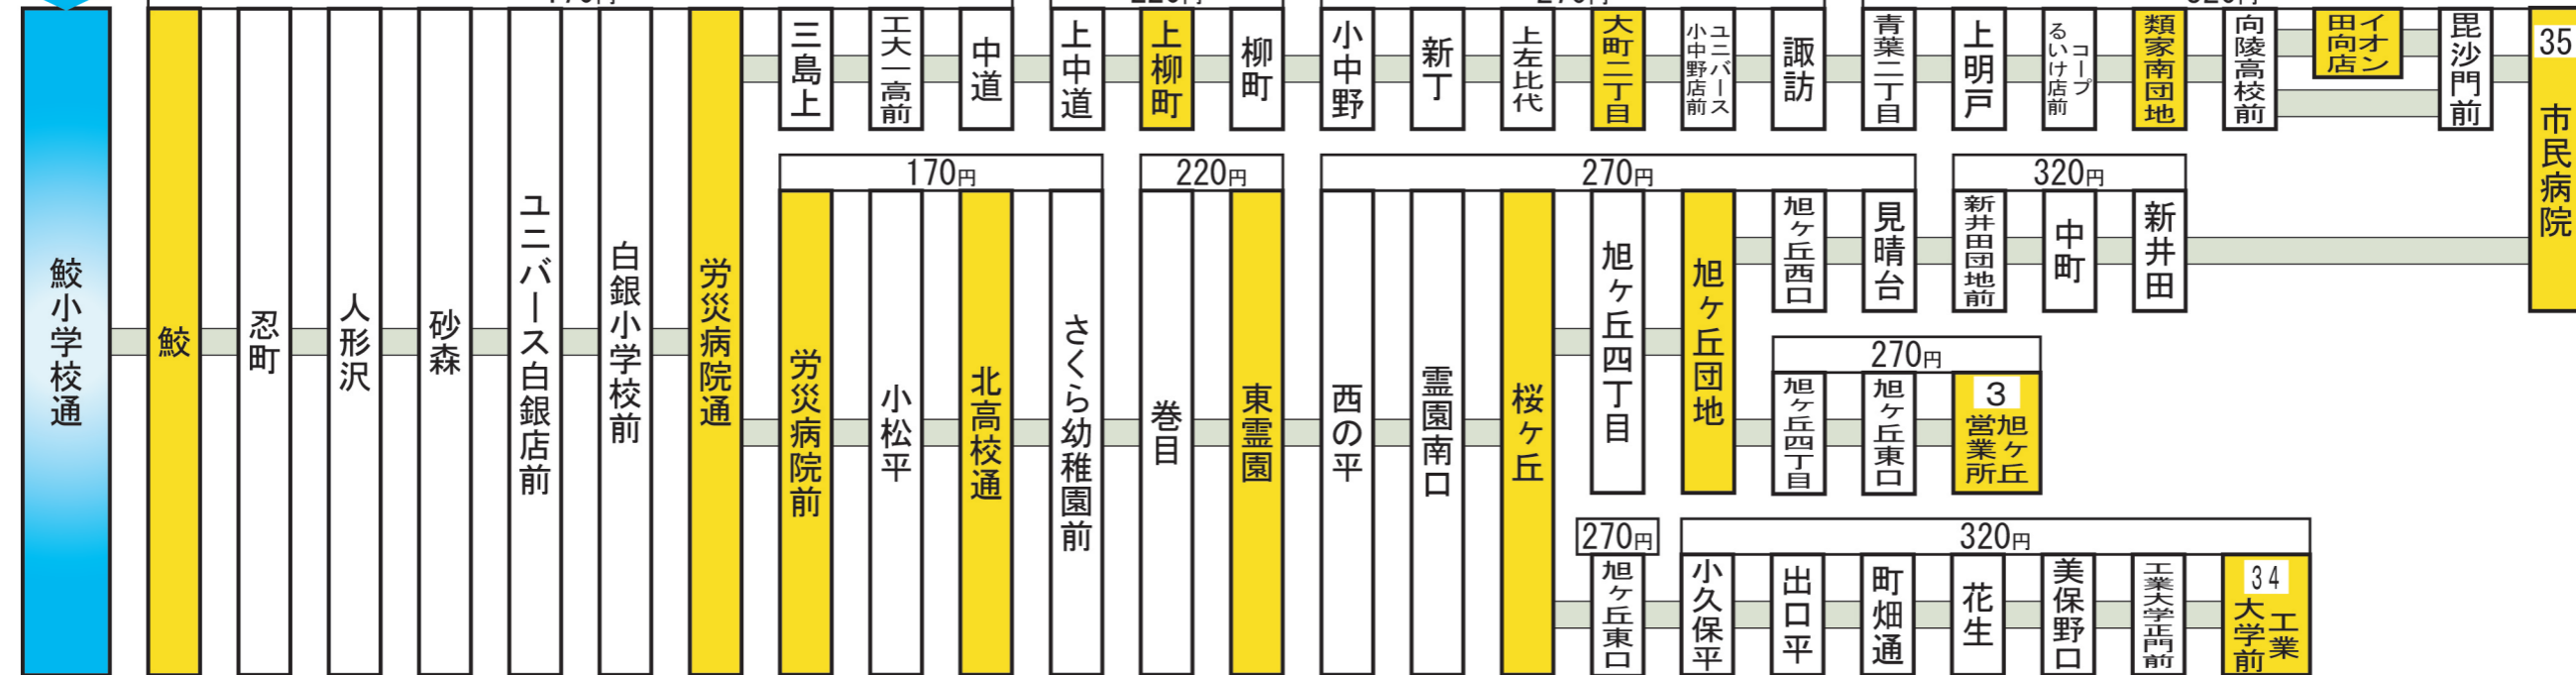 鮫小学校通
鮫
忍町
人形沢
砂森
ユニバース白銀店前
白銀小学校前
労災病院通
三島上
工大一高前
中道
上中道
上柳町
柳町
小中野
新丁
上左比代
大町二丁目
ユニバース
小中野店前
諏訪
青葉二丁目
上明戸
コープ
るいけ店前
類家南団地
向陵高校前
イオン
田向店
毘沙門前
35
市民病院
170円
220円
270円
320円
労災病院前
小松平
北高校通
さくら幼稚園前
巻目
東霊園
西の平
霊園南口
桜ヶ丘
旭ヶ丘四丁目
旭ヶ丘団地
旭ヶ丘西口
見晴台
新井田団地前
中町
新井田
270円
旭ヶ丘四丁目
旭ヶ丘東口
3
旭ヶ丘
営業所
270円
320円
旭ヶ丘東口
小久保平
出口平
町畑通
花生
美保野口
工業大学正門前
34
工業
大学前